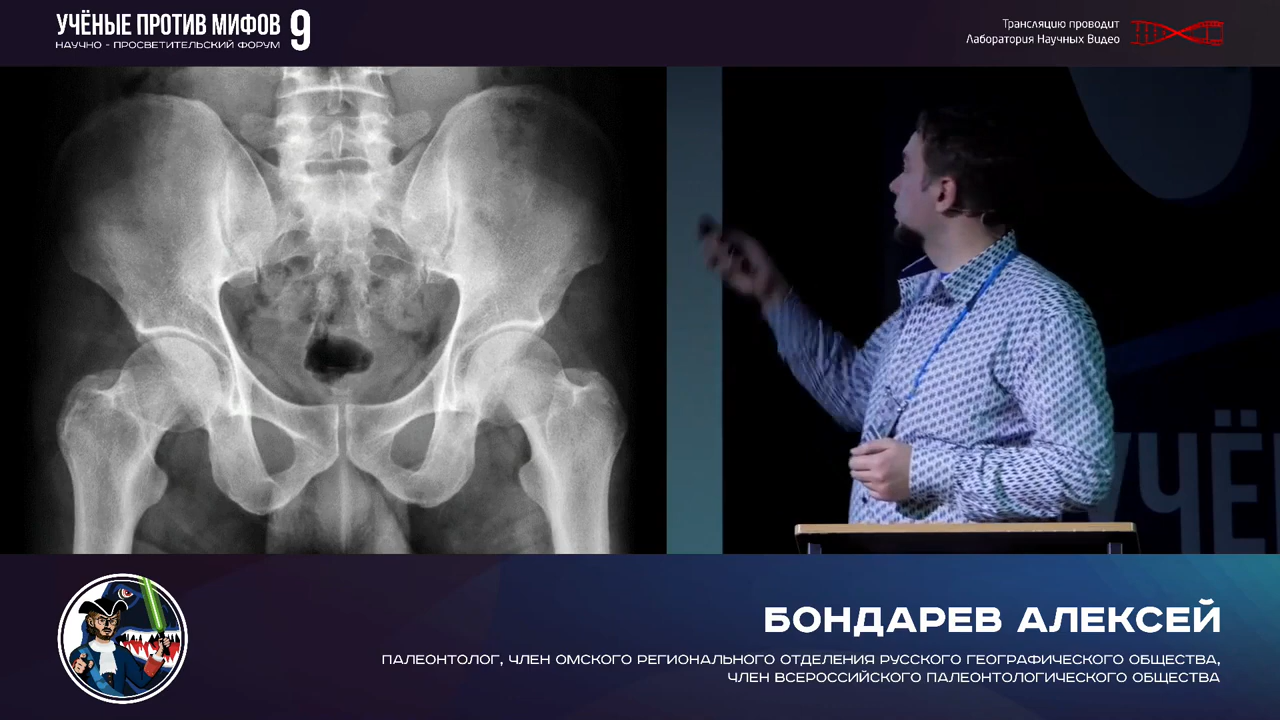 УЧЁНЫЕ ПРОТИВ МИФОВ 9
НАУЧНО - ПРОСВЕТИТЕЛЬСКИЙ ФОРУМ
Трансляцию проводит
Лаборатория Научных Видео
УЧЁ
БОНДАРЕВ АЛЕКСЕЙ
ПАЛЕОНТОЛОГ, ЧЛЕН ОМСКОГО РЕГИОНАЛЬНОГО ОТДЕЛЕНИЯ РУССКОГО ГЕОГРАФИЧЕСКОГО ОБЩЕСТВА,
ЧЛЕН ВСЕРОССИЙСКОГО ПАЛЕОНТОЛОГИЧЕСКОГО ОБЩЕСТВА